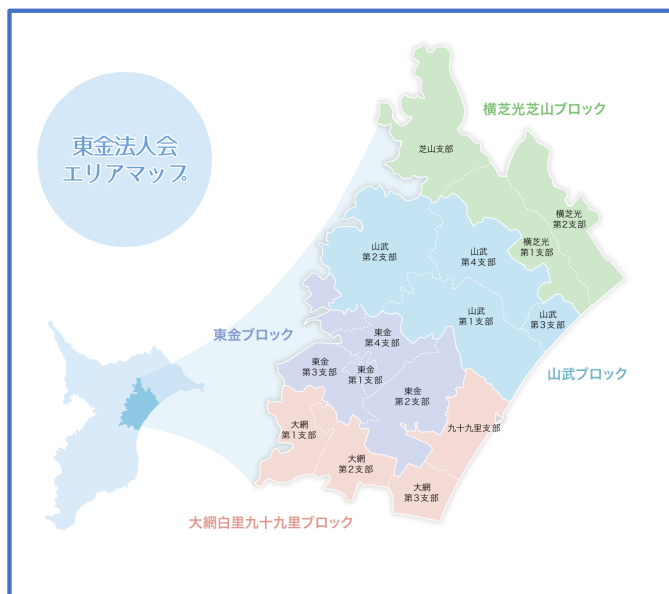 東金法人会
エリアマップ
横芝光芝山ブロック
芝山支部
横芝光
第2支部
横芝光
第1支部
山武
第2支部
山武
第4支部
山武
第1支部
山武
第3支部
東金ブロック
東金
第4支部
東金
第3支部
東金
第1支部
東金
第2支部
山武ブロック
大網
第1支部
九十九里支部
大網
第2支部
大網
第3支部
大網白里九十九里ブロック